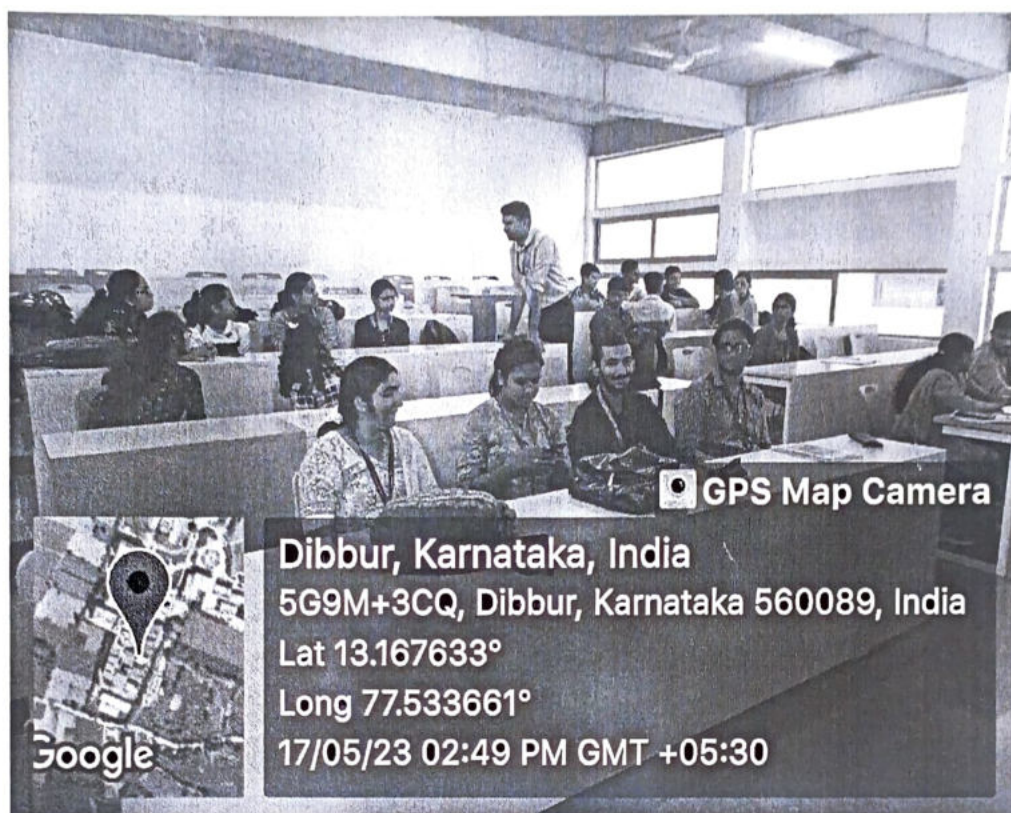 GPS Map Camera
Dibbur, Karnataka, India
5G9M+3CQ, Dibbur, Karnataka 560089, India
Lat 13.167633°
Long 77.533661°
17/05/23 02:49 PM GMT +05:30
Google